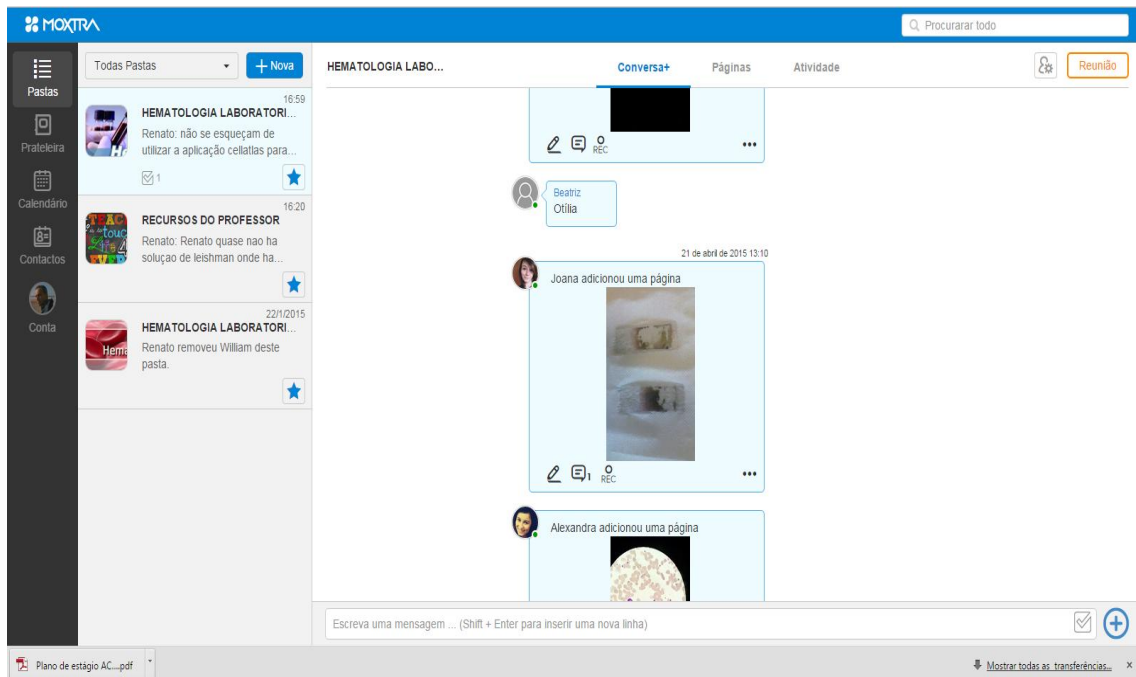 MOXTRA
Procurarar todo
Pastas
Prateleira
Calendário
Contactos
Conta
Todas Pastas
+ Nova
16:59
HEMATOLOGIA LABORATORI...
Renato: não se esqueçam de
utilizar a aplicação cellatlas para...
1
16:20
RECURSOS DO PROFESSOR
Renato: Renato quase nao ha
soluçao de leishman onde ha...
22/1/2015
HEMATOLOGIA LABORATORI...
Renato removeu William deste
pasta.
HEMATOLOGIA LABO...
Conversa+
Páginas
Atividade
Reunião
REC
Beatriz
Otília
21 de abril de 2015 13:10
Joana adicionou uma página
1
REC
Alexandra adicionou uma página
Escreva uma mensagem ... (Shift + Enter para inserir uma nova linha)
Plano de estágio AC....pdf
Mostrar todas as transferências...
x